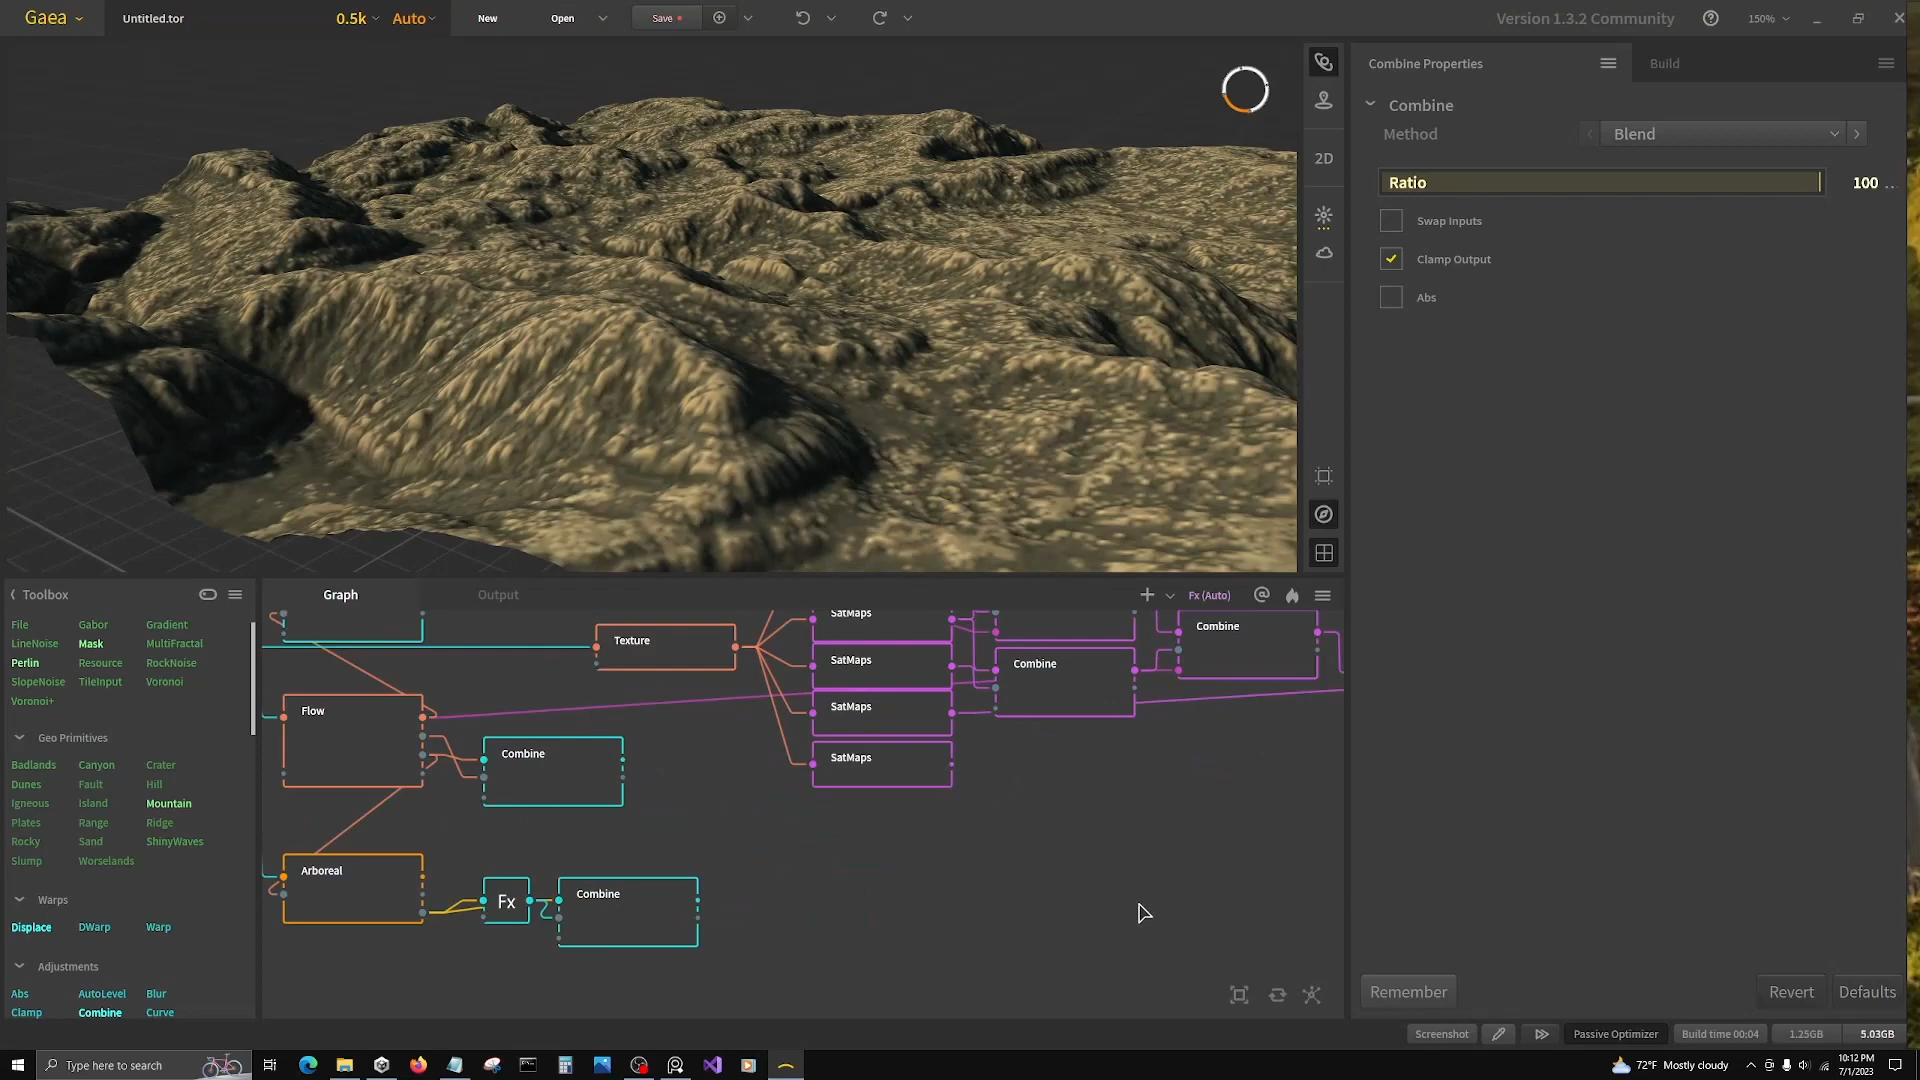 Gaea
Untitled.tor
0.5k
Auto
New
Open
Save
Version 1.3.2 Community
150%
Combine Properties
Build
Combine
Method
Blend
Ratio
100 ..
Swap Inputs
Clamp Output
Abs
2D
Toolbox
File Gabor Gradient
LineNoise Mask MultiFractal
Perlin Resource RockNoise
SlopeNoise TileInput Voronoi
Voronoi+
Geo Primitives
Badlands Canyon Crater
Dunes Fault Hill
Igneous Island Mountain
Plates Range Ridge
Rocky Sand ShinyWaves
Slump Worselands
Warps
Displace DWarp Warp
Adjustments
Abs AutoLevel Blur
Clamp Combine Curve
Graph
Output
Fx (Auto)
Texture
SatMaps
SatMaps
SatMaps
SatMaps
Combine
Combine
Flow
Combine
Arboreal
Fx
Combine
Remember
Revert
Defaults
Screenshot
Passive Optimizer
Build time 00:04
1.25GB
5.03GB
Type here to search
72°F Mostly cloudy
10:12 PM
7/1/2023